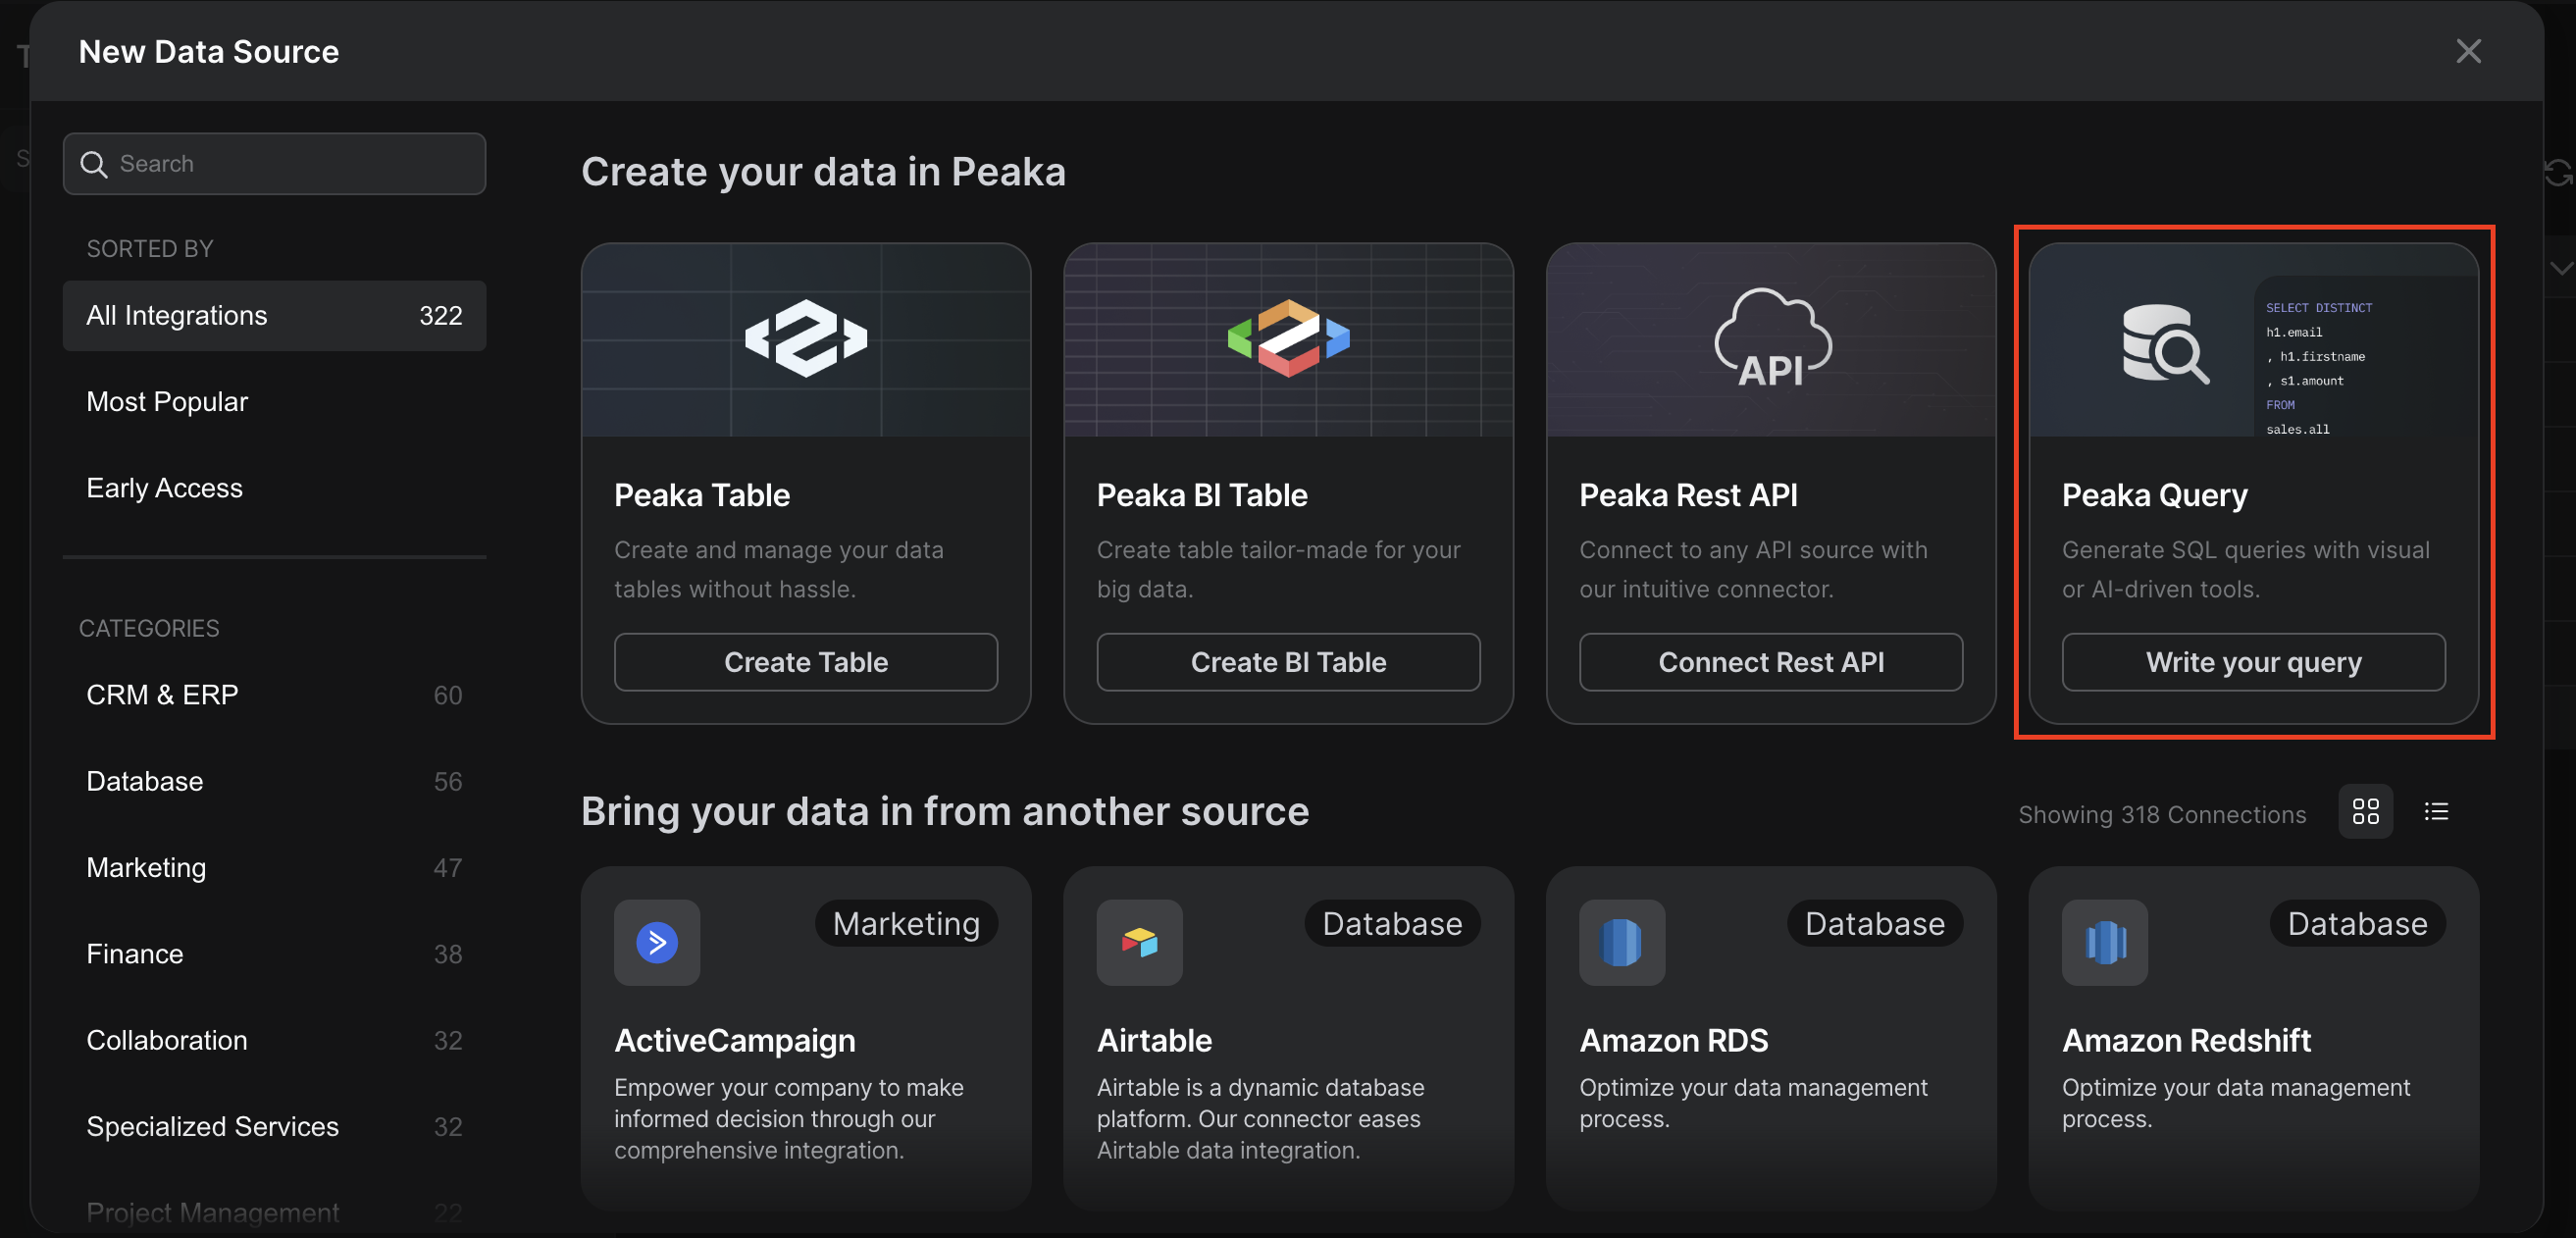 New Data Source
Search
SORTED BY
All Integrations 322
Most Popular
Early Access
CATEGORIES
CRM & ERP 60
Database 56
Marketing 47
Finance 38
Collaboration 32
Specialized Services 32
Project Management 22
Create your data in Peaka
Peaka Table
Create and manage your data
tables without hassle.
Create Table
Peaka BI Table
Create table tailor-made for your
big data.
Create BI Table
API
Peaka Rest API
Connect to any API source with
our intuitive connector.
Connect Rest API
SELECT DISTINCT
h1.email
, h1.firstname
, s1.amount
FROM
sales.all
Peaka Query
Generate SQL queries with visual
or AI-driven tools.
Write your query
Bring your data in from another source
Showing 318 Connections
Marketing
ActiveCampaign
Empower your company to make
informed decision through our
comprehensive integration.
Database
Airtable
Airtable is a dynamic database
platform. Our connector eases
Airtable data integration.
Database
Amazon RDS
Optimize your data management
process.
Database
Amazon Redshift
Optimize your data management
process.